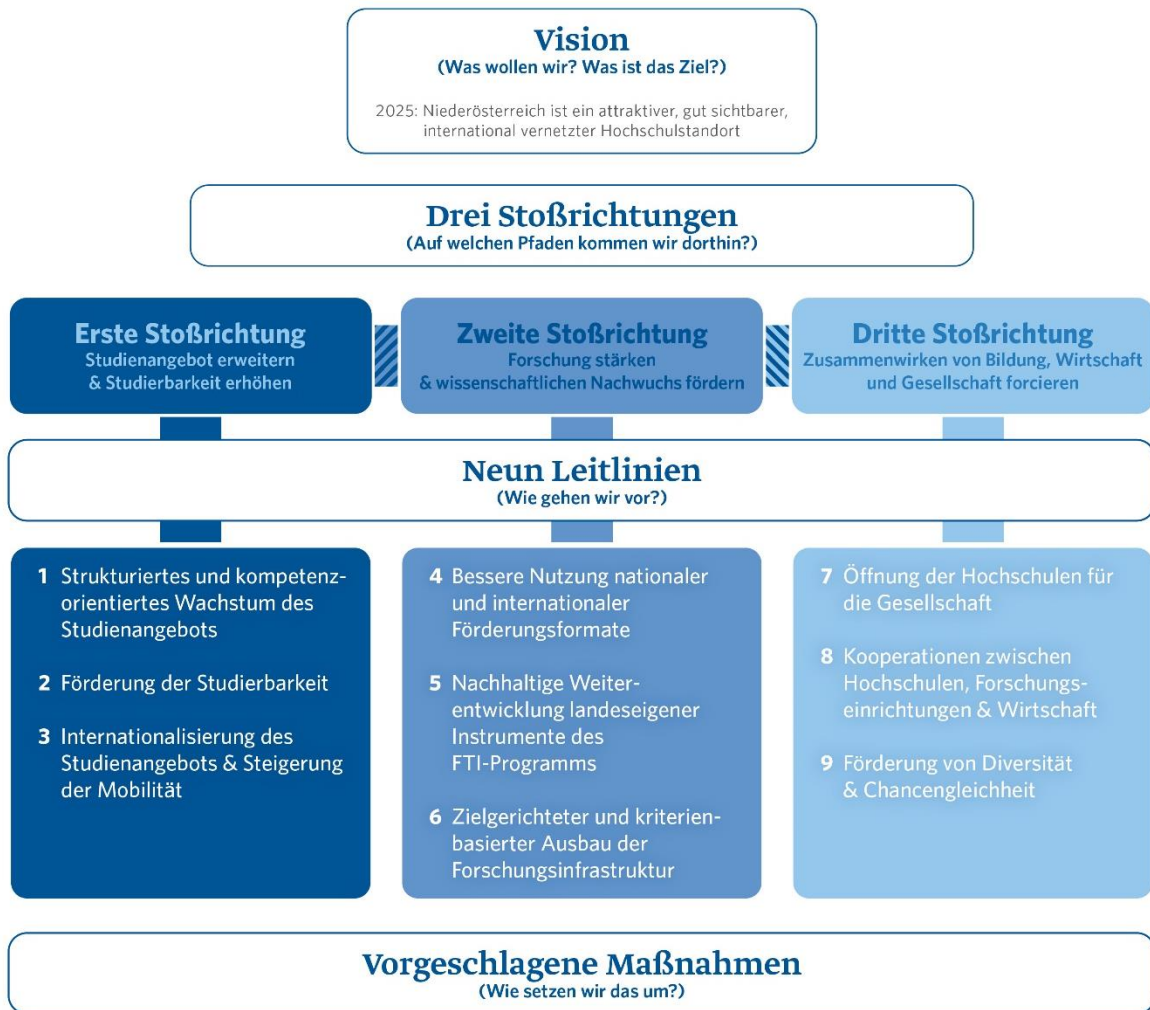 Vision
(Was wollen wir? Was ist das Ziel?)
2025: Niederösterreich ist ein attraktiver, gut sichtbarer,
international vernetzter Hochschulstandort
Drei Stoßrichtungen
(Auf welchen Pfaden kommen wir dorthin?)
Erste Stoßrichtung
Studienangebot erweitern
& Studierbarkeit erhöhen
Zweite Stoßrichtung
Forschung stärken
& wissenschaftlichen Nachwuchs fördern
Dritte Stoßrichtung
Zusammenwirken von Bildung, Wirtschaft
und Gesellschaft forcieren
Neun Leitlinien
(Wie gehen wir vor?)
1 Strukturiertes und kompetenz-
orientiertes Wachstum des
Studienangebots
2 Förderung der Studierbarkeit
3 Internationalisierung des
Studienangebots & Steigerung
der Mobilität
4 Bessere Nutzung nationaler
und internationaler
Förderungsformate
5 Nachhaltige Weiter-
entwicklung landeseigener
Instrumente des
FTI-Programms
6 Zielgerichteter und kriterien-
basierter Ausbau der
Forschungsinfrastruktur
7 Öffnung der Hochschulen für
die Gesellschaft
8 Kooperationen zwischen
Hochschulen, Forschungs-
einrichtungen & Wirtschaft
9 Förderung von Diversität
& Chancengleichheit
Vorgeschlagene Maßnahmen
(Wie setzen wir das um?)